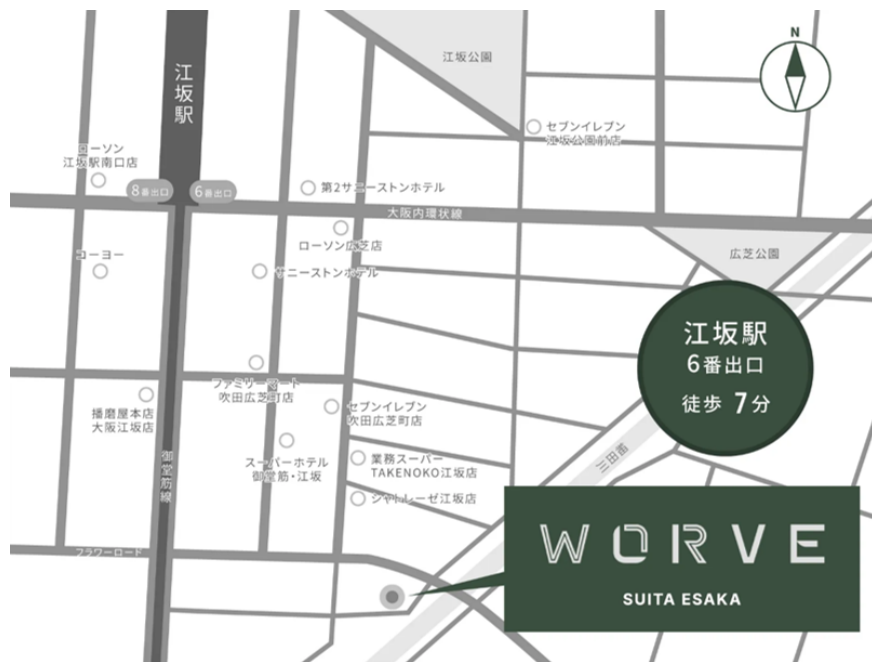 N
江坂公園
江坂駅
セブンイレブン
江坂公園前店
ローソン
江坂駅南口店
8番出口
6番出口
第2サニーストンホテル
大阪内環状線
ローソン広芝店
広芝公園
コーヨー
サニーストンホテル
江坂駅
6番出口
徒歩 7分
ファミリーマート
吹田広芝町店
播磨屋本店
大阪江坂店
セブンイレブン
吹田広芝町店
御堂筋線
スーパーホテル
御堂筋・江坂
業務スーパー
TAKENOKO江坂店
シャトレーゼ江坂店
フラワーロード
WORVE
SUITA ESAKA